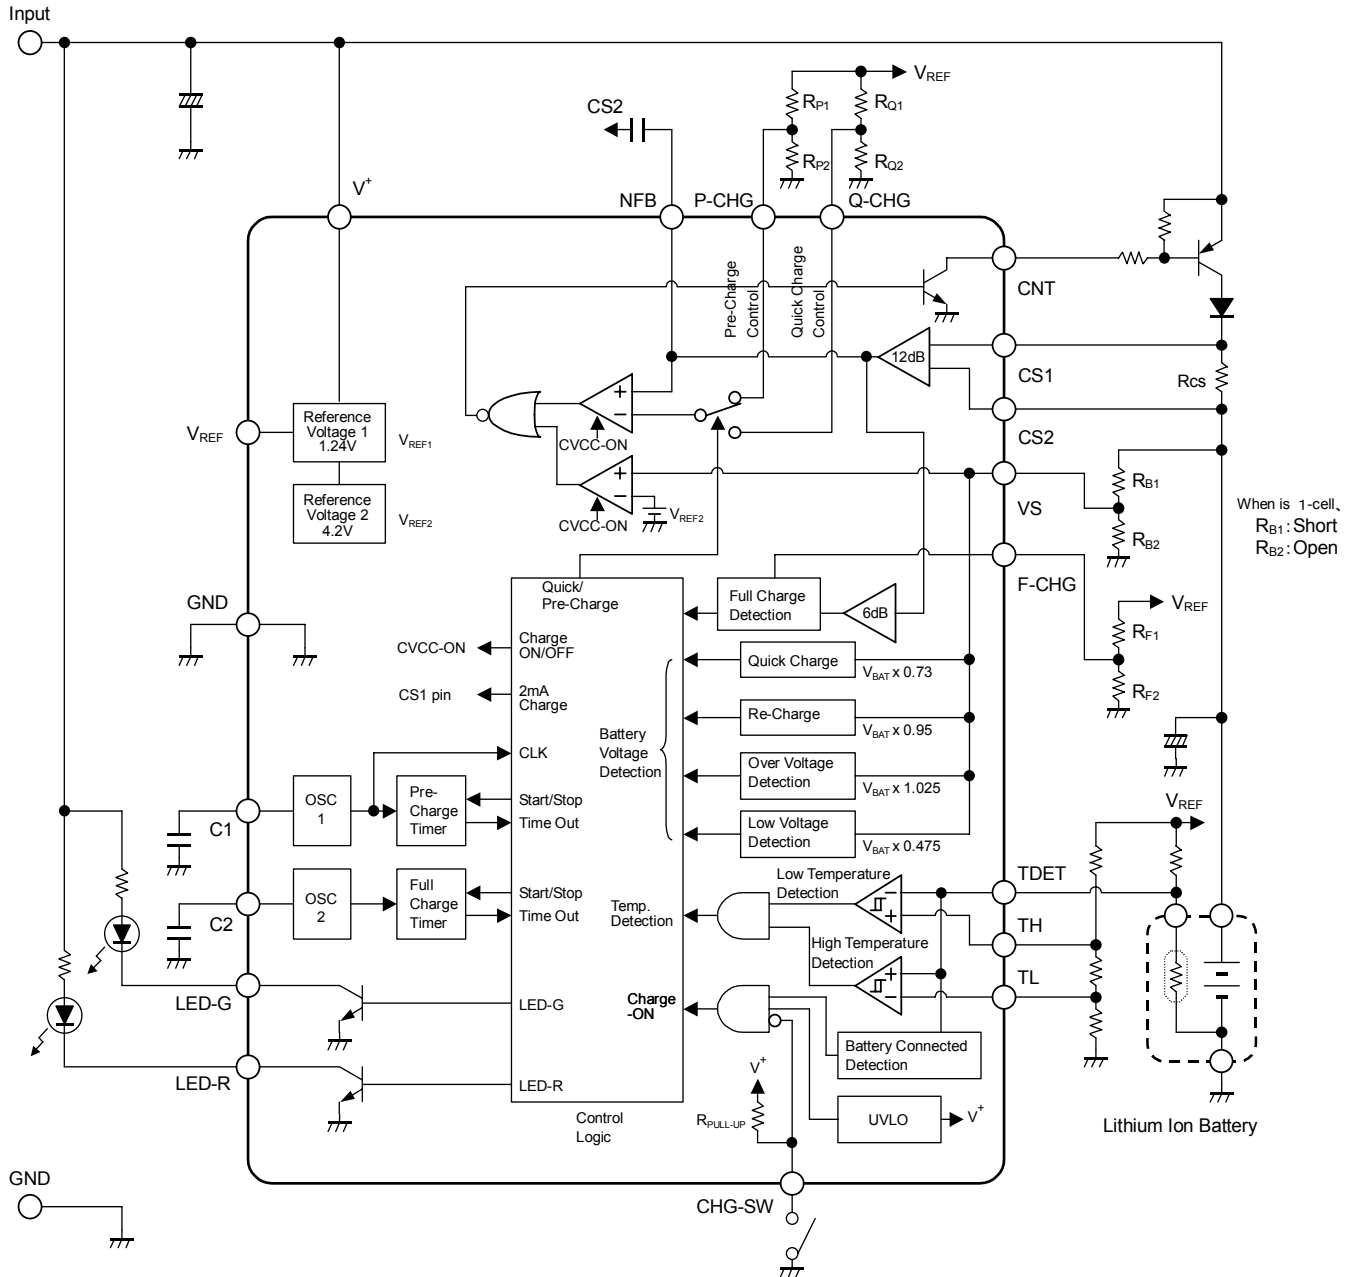 Input
VREF
RP1
RQ1
CS2
RP2
RQ2
V+
NFB
P-CHG
Q-CHG
Pre-Charge
Control
Quick Charge
Control
CNT
12dB
CS1
Rcs
CS2
Reference
Voltage 1
1.24V
VREF
VREF1
CVCC-ON
Reference
Voltage 2
4.2V
VREF2
CVCC-ON
VREF2
VS
RB1
RB2
When is 1-cell、
RB1:Short
RB2:Open
F-CHG
Quick/
Pre-Charge
Full Charge
Detection
6dB
VREF
RF1
RF2
GND
CVCC-ON
Charge
ON/OFF
CS1 pin
2mA
Charge
Quick Charge
VBAT x 0.73
Re-Charge
VBAT x 0.95
Battery
Voltage
Detection
CLK
Over Voltage
Detection
VBAT x 1.025
Low Voltage
Detection
VBAT x 0.475
C1
OSC
1
Pre-
Charge
Timer
Start/Stop
Time Out
VREF
Low Temperature
Detection
TDET
C2
OSC
2
Full
Charge
Timer
Start/Stop
Time Out
Temp.
Detection
TH
High Temperature
Detection
TL
LED-G
LED-G
Charge
-ON
Battery Connected
Detection
LED-R
LED-R
V+
RPULL-UP
UVLO
V+
Control
Logic
Lithium Ion Battery
GND
CHG-SW